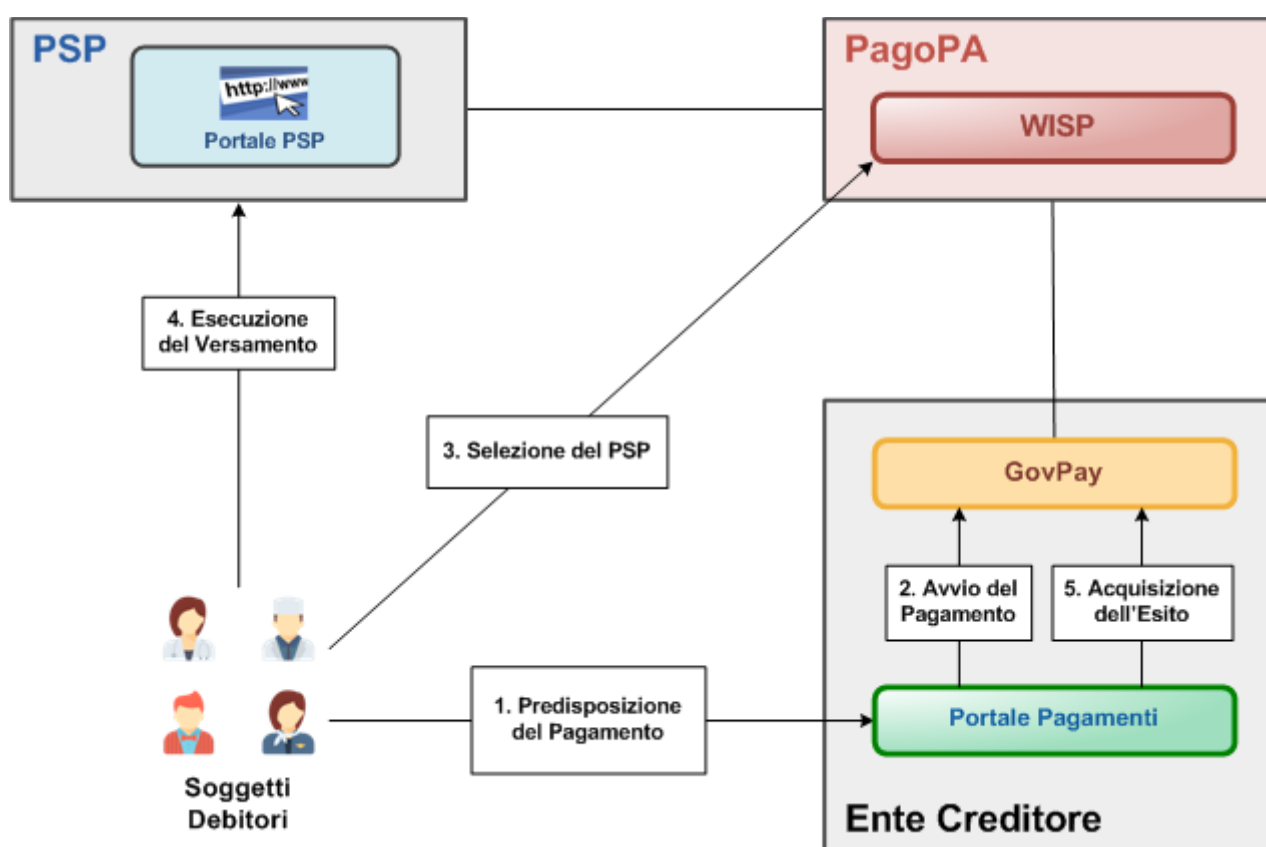 PSP
http://www
Portale PSP
PagoPA
WISP
4. Esecuzione
del Versamento
3. Selezione del PSP
GovPay
2. Avvio del
Pagamento
5. Acquisizione
dell'Esito
1. Predisposizione
del Pagamento
Portale Pagamenti
Soggetti
Debitori
Ente Creditore